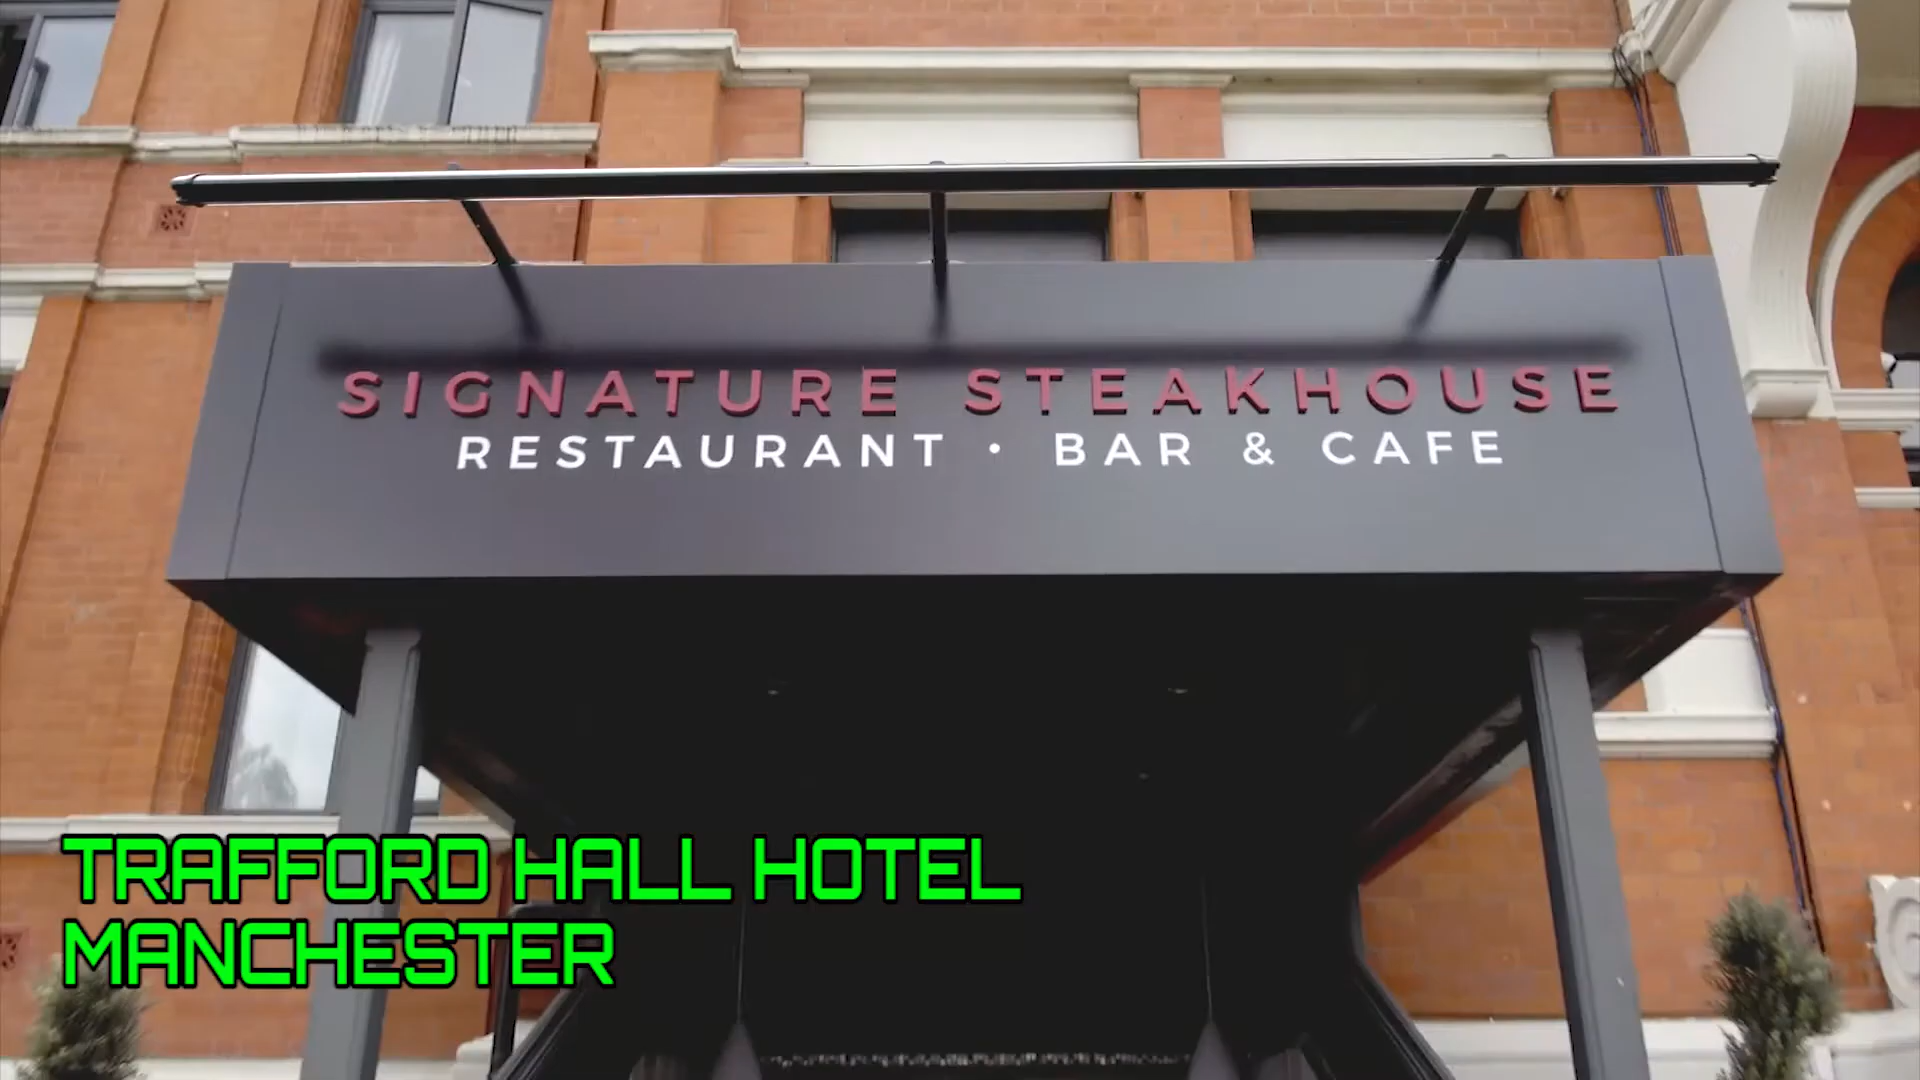 SIGNATURE STEAKHOUSE
RESTAURANT • BAR & CAFE
TRAFFORD HALL HOTEL
MANCHESTER